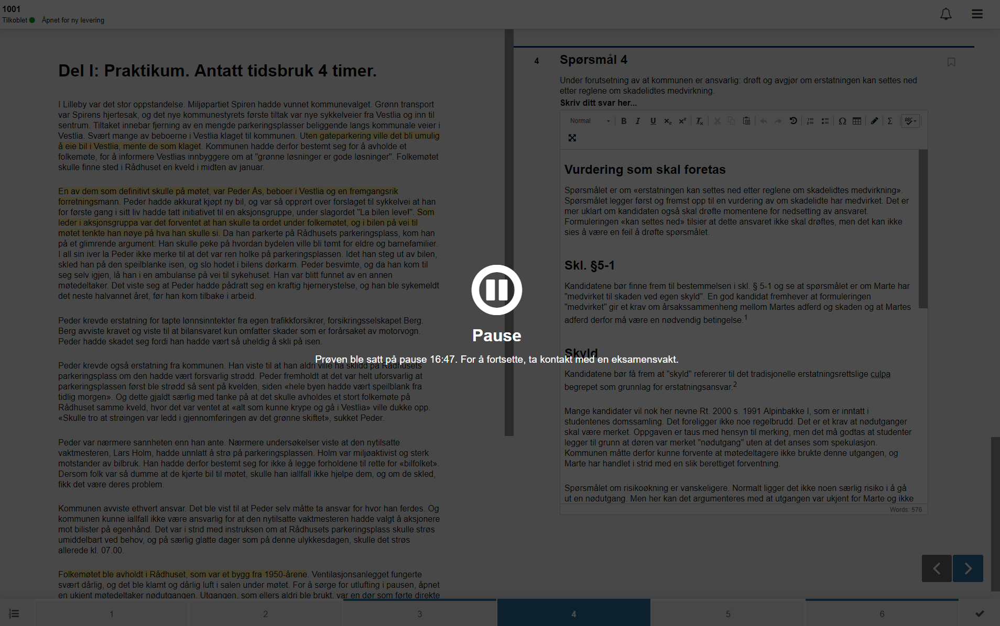 1001
Tilkoblet Åpnet for ny levering
Del I: Praktikum. Antatt tidsbruk 4 timer.
I Lilleby var det stor oppstandelse. Miljøpartiet Spiren hadde vunnet kommunevalget. Grønn transport
var Spirens hjertesak, og det nye kommunestyrets første tiltak var nye sykkelveier fra Vestlia og inn til
sentrum. Tiltaket innebar fjerning av en mengde parkeringsplasser beliggende langs kommunale veier i
Vestlia. Svært mange av beboerne i Vestlia klaget til kommunen. Uten gateparkering ville det bli umulig
å eie bil i Vestlia, mente de som klaget. Kommunen hadde derfor bestemt seg for å avholde et
folkemøte, for å informere Vestlias innbyggere om at "grønne løsninger er gode løsninger". Folkemøtet
skulle finne sted i Rådhuset en kveld i midten av januar.
En av dem som definitivt skulle på møtet, var Peder Ås, beboer i Vestlia og en fremgangsrik
forretningsmann. Peder hadde akkurat kjøpt ny bil, og var så opprørt over forslaget til sykkelvei at han
for første gang i sitt liv hadde tatt initiativet til en aksjonsgruppe, under slagordet "La bilen leve!". Som
leder i aksjonsgruppa var det forventet at han skulle ta ordet under folkemøtet, og i bilen på vei til
møtet tenkte han nøye på hva han skulle si. Da han parkerte på Rådhusets parkeringsplass, kom han
på et glimrende argument: Han skulle peke på hvordan bydelen ville bli tømt for eldre og barnefamilier.
I all sin iver la Peder ikke merke til at det var ren holke på parkeringsplassen. Idet han steg ut av bilen,
skled han på den speilblanke isen, og slo hodet i bilens dørkarm. Peder besvimte, og da han kom til
seg selv igjen, lå han i en ambulanse på vei til sykehuset. Han var blitt funnet av en annen
møtedeltaker. Det viste seg at Peder hadde pådratt seg en kraftig hjernerystelse, og han ble sykemeldt
det neste halvannet året, før han kom tilbake i arbeid.
Peder krevde erstatning for tapte lønnsinntekter fra egen trafikkforsikrer, forsikringsselskapet Berg.
Berg avviste kravet og viste til at bilansvaret kun omfatter skader som er forårsaket av motorvogn.
Peder hadde skadet seg fordi han hadde vært så uheldig å skli på isen.
Peder krevde også erstatning fra kommunen. Han viste til at han aldri ville ha sklidd på Rådhusets
parkeringsplass om den hadde vært forsvarlig strødd. Peder fremholdt at det var helt uforsvarlig at
parkeringsplassen først ble strødd så sent på kvelden, siden «hele byen hadde vært speilblank fra
tidlig morgen». Og dette gjaldt særlig med tanke på at det skulle avholdes et stort folkemøte på
Rådhuset samme kveld, hvor det var ventet at «alt som kunne krype og gå i Vestlia» ville dukke opp.
«Skulle tro at strøingen var ledd i gjennomføringen av det grønne skiftet», sukket Peder.
Peder var nærmere sannheten enn han ante. Nærmere undersøkelser viste at den nytilsatte
vaktmesteren, Lars Holm, hadde unnlatt å strø på parkeringsplassen. Holm var miljøaktivist og sterk
motstander av bilbruk. Han hadde derfor bestemt seg for ikke å legge forholdene til rette for «bilfolket».
Dersom folk var så dumme at de kjørte bil til møtet, skulle han iallfall ikke hjelpe dem, og om de skled,
fikk det være deres problem.
Kommunen avviste ethvert ansvar. Det ble vist til at Peder selv måtte ta ansvar for hvor han ferdes. Og
kommunen kunne iallfall ikke være ansvarlig for at den nytilsatte vaktmesteren hadde valgt å aksjonere
mot bilister på egenhånd. Det var i strid med instruksen om at Rådhusets parkeringsplass skulle strøs
umiddelbart ved behov, og på særlig glatte dager som på denne ulykkesdagen, skulle det strøs
allerede kl. 07.00.
Folkemøtet ble avholdt i Rådhuset, som var et bygg fra 1950-årene. Ventilasjonsanlegget fungerte
svært dårlig, og det ble klamt og dårlig luft i salen under møtet. For å sørge for utlufting i pausen, åpnet
en ukjent møtedeltaker nødutgangen. Utgangen, som ellers aldri ble brukt, var en dør som førte direkte
4 Spørsmål 4
Under forutsetning av at kommunen er ansvarlig: drøft og avgjør om erstatningen kan settes ned
etter reglene om skadelidtes medvirkning.
Skriv ditt svar her...
Normal B I U x₂ x² Iₓ Ω Σ ABC
Vurdering som skal foretas
Spørsmålet er om «erstatningen kan settes ned etter reglene om skadelidtes medvirkning».
Spørsmålet legger først og fremst opp til en vurdering av om skadelidte har medvirket. Det er
mer uklart om kandidaten også skal drøfte momentene for nedsetting av ansvaret.
Formuleringen «kan settes ned» tilsier at dette ansvaret ikke skal drøftes, men det kan ikke
sies å være en feil å drøfte spørsmålet.
Skl. §5-1
Kandidatene bør finne frem til bestemmelsen i skl. § 5-1 og se at spørsmålet er om Marte har
"medvirket til skaden ved egen skyld". En god kandidat fremhever at formuleringen
"medvirket" gir et krav om årsakssammenheng mellom Martes adferd og skaden og at Martes
adferd derfor må være en nødvendig betingelse.¹
Skyld
Kandidatene bør få frem at "skyld" refererer til det tradisjonelle erstatningsrettslige culpa
begrepet som grunnlag for erstatningsansvar.²
Mange kandidater vil nok her nevne Rt. 2000 s. 1991 Alpinbakke I, som er inntatt i
studentenes domssamling. Det foreligger ikke noe regelbrudd. Det er et krav at nødutganger
skal være merket. Oppgaven er taus med hensyn til merking, men det må godtas at studenter
legger til grunn at døren var merket "nødutgang" uten at det anses som spekulasjon.
Kommunen måtte derfor kunne forvente at møtedeltagere ikke brukte denne utgangen, og
Marte har handlet i strid med en slik berettiget forventning.
Spørsmålet om risikoøkning er vanskeligere. Normalt ligger det ikke noen særlig risiko i å gå
ut en nødutgang. Men her kan det argumenteres med at utgangen var ukjent for Marte og ikke
Words: 576
Pause
Prøven ble satt på pause 16:47. For å fortsette, ta kontakt med en eksamensvakt.
1 2 3 4 5 6